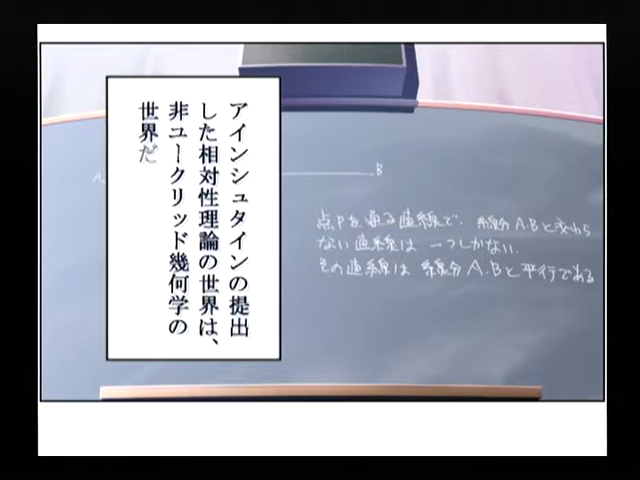 アインシュタインの提出
した相対性理論の世界は、
非ユークリッド幾何学の
世界だ
A
B
点Pを通る直線で、線分A.Bと交わら
ない直線は 一つしかない.
その直線は 線分A.Bと平行である